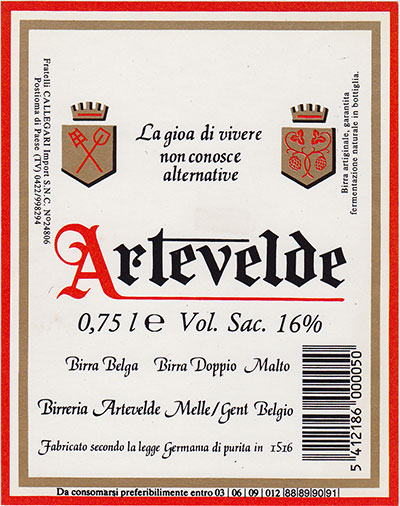 Fratelli CALLEGARI Import S.N.C. N°24806
Postioma di Paese (TV) 0422/998294
La gioa di vivere
non conosce
alternative
Birra artiginale, garantita
fermentazione naturale in bottiglia.
Artevelde
0,75 l e Vol. Sac. 16%
Birra Belga Birra Doppio Malto
Birreria Artevelde Melle/Gent Belgio
Fabricato secondo la legge Germania di purita in 1516
5 412186 000050
Da consomarsi preferibilimente entro 03|06|09|012|88|89|90|91|